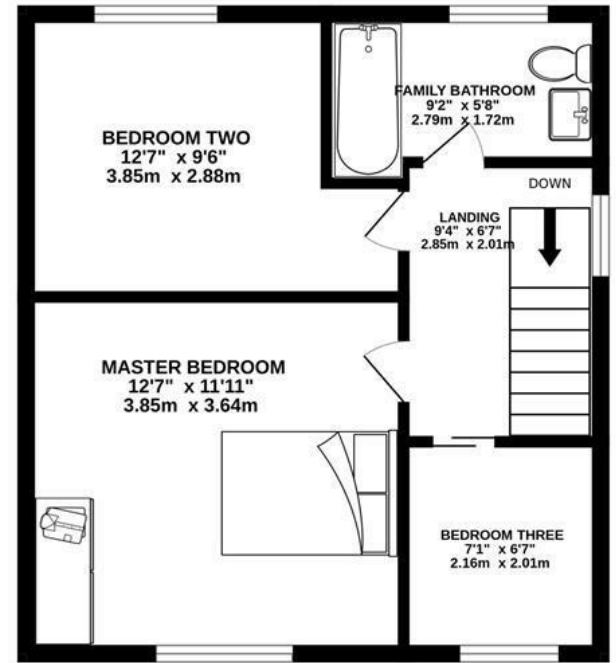 BEDROOM TWO
12'7" x 9'6"
3.85m x 2.88m
FAMILY BATHROOM
9'2" x 5'8"
2.79m x 1.72m
DOWN
LANDING
9'4" x 6'7"
2.85m x 2.01m
MASTER BEDROOM
12'7" x 11'11"
3.85m x 3.64m
BEDROOM THREE
7'1" x 6'7"
2.16m x 2.01m